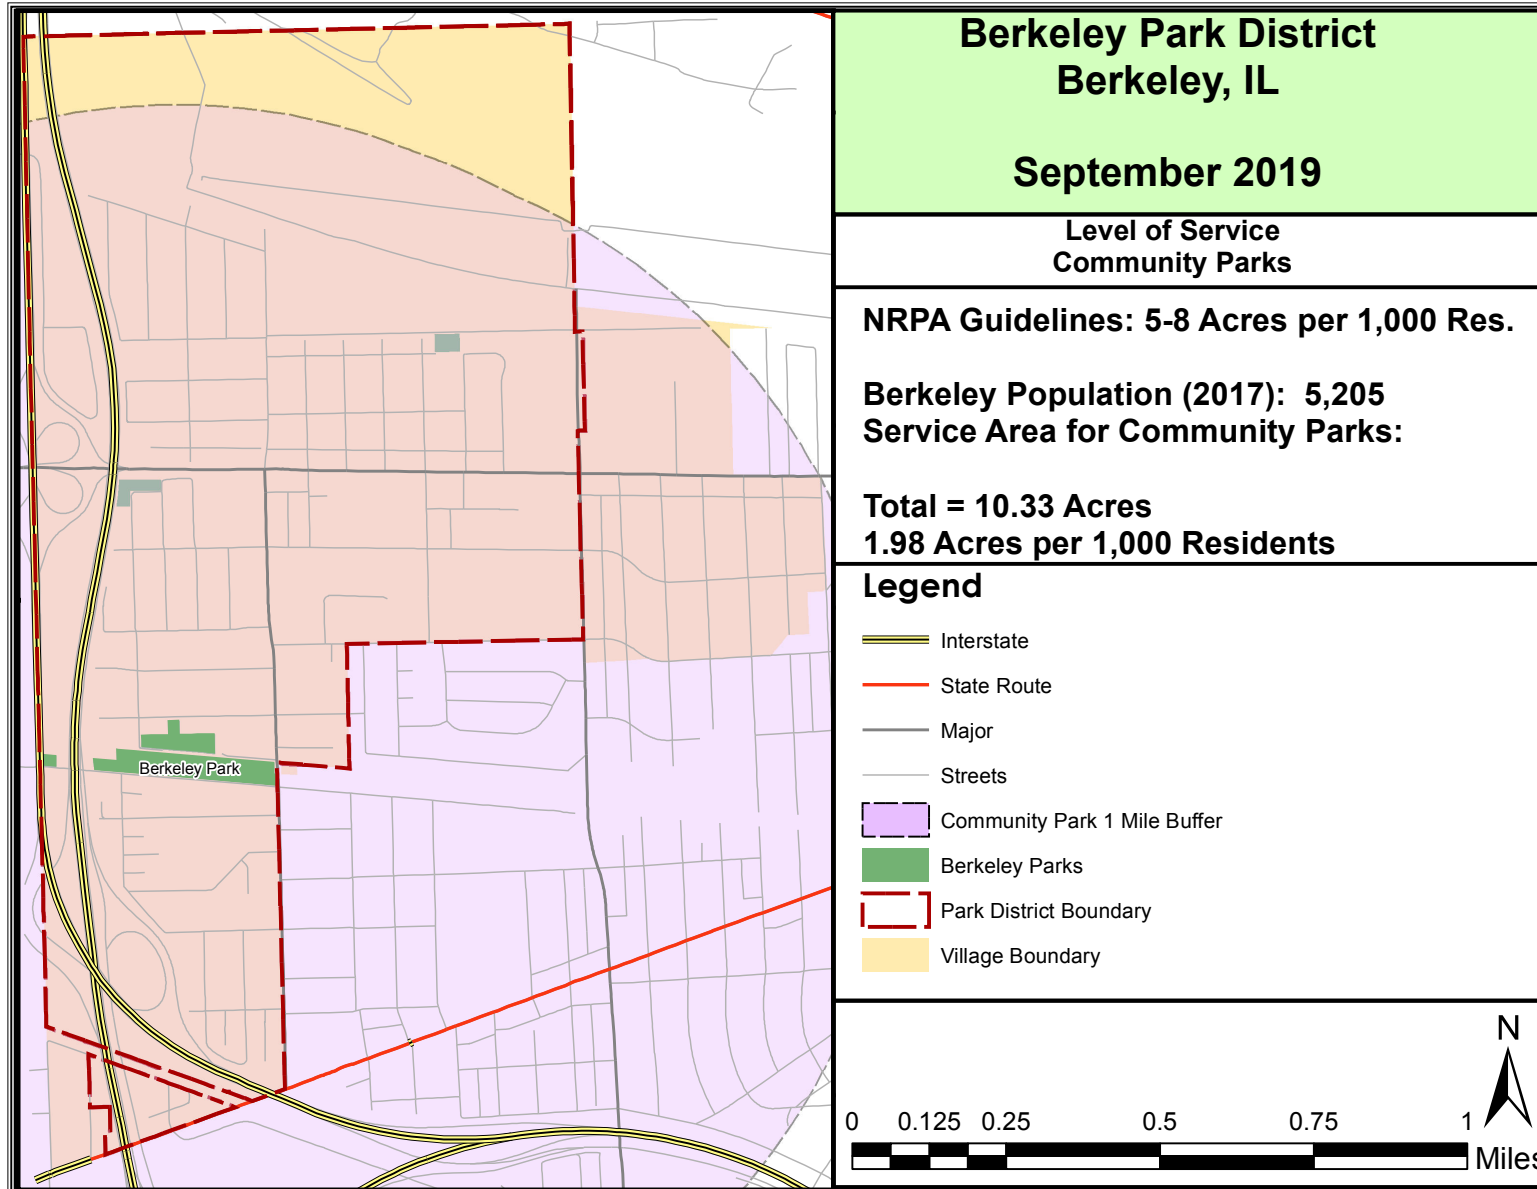 Berkeley Park District
Berkeley, IL
September 2019
Level of Service
Community Parks
NRPA Guidelines: 5-8 Acres per 1,000 Res.
Berkeley Population (2017): 5,205
Service Area for Community Parks:
Total = 10.33 Acres
1.98 Acres per 1,000 Residents
Legend
Interstate
State Route
Major
Streets
Community Park 1 Mile Buffer
Berkeley Parks
Park District Boundary
Village Boundary
Berkeley Park
N
0 0.125 0.25 0.5 0.75 1
Miles